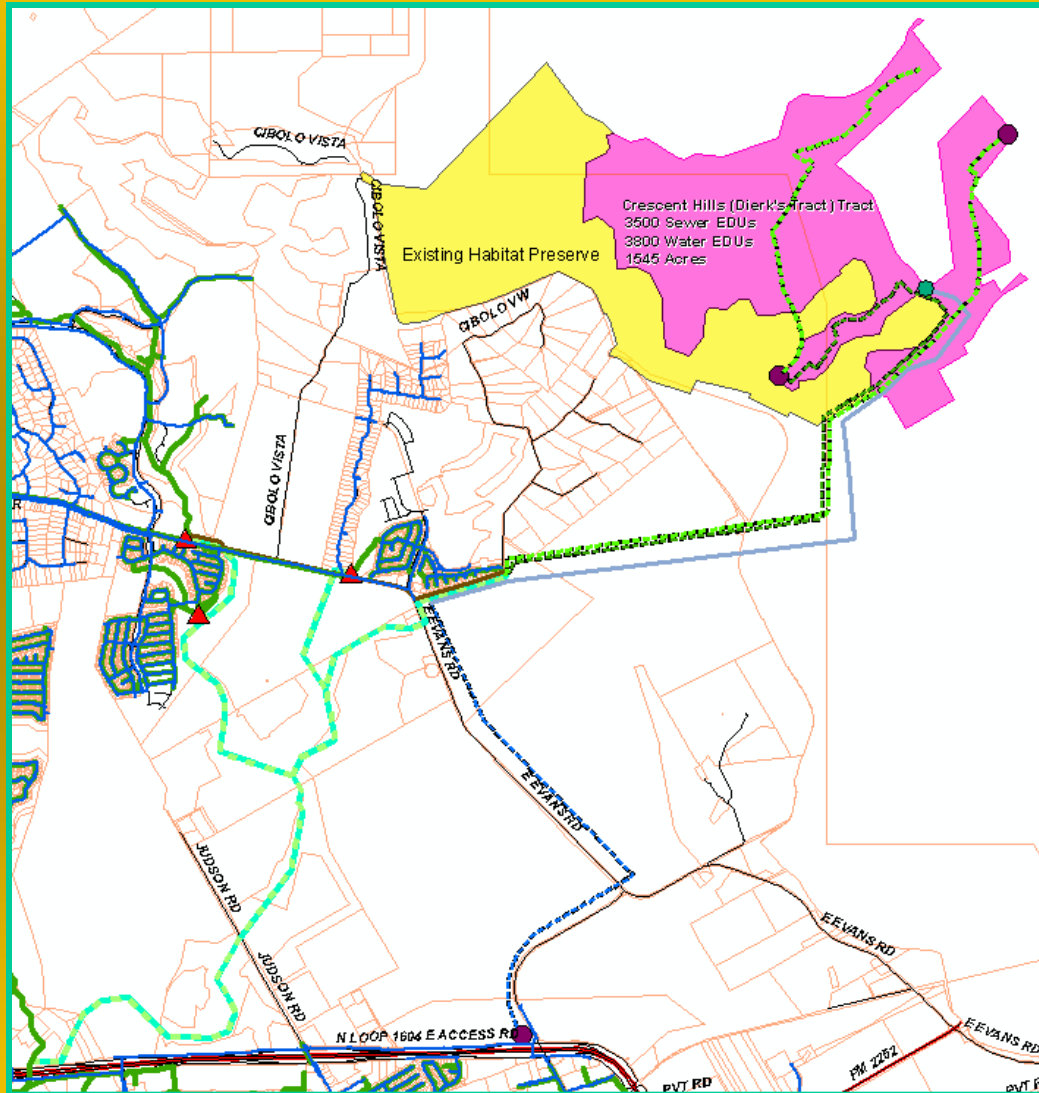 CIBOLO VISTA
CIBOLO VISTA
Crescent Hills (Dierk's Tract) Tract
3500 Sewer EDUs
3800 Water EDUs
1545 Acres
Existing Habitat Preserve
CIBOLO VW
CIBOLO VISTA
R
E EVANS RD
E EVANS RD
JUDSON RD
E EVANS RD
JUDSON RD
N LOOP 1604 E ACCESS RD
E EVANS RD
FM 2252
PVT RD
PVT R